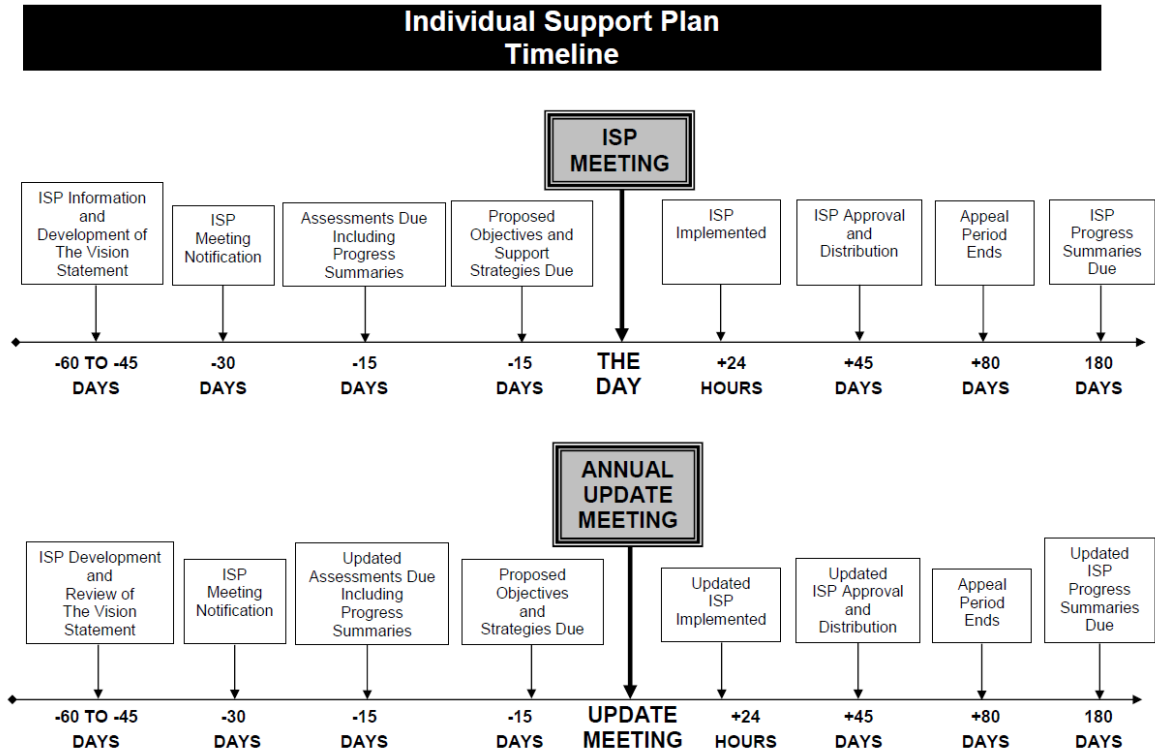 Individual Support Plan
Timeline
ISP
MEETING
ISP Information
and
Development of
The Vision
Statement
ISP
Meeting
Notification
Assessments Due
Including
Progress
Summaries
Proposed
Objectives and
Support
Strategies Due
ISP
Implemented
ISP Approval
and
Distribution
Appeal
Period
Ends
ISP
Progress
Summaries
Due
-60 TO -45
DAYS
-30
DAYS
-15
DAYS
-15
DAYS
THE
DAY
+24
HOURS
+45
DAYS
+80
DAYS
180
DAYS
ANNUAL
UPDATE
MEETING
ISP Development
and
Review of
The Vision
Statement
ISP
Meeting
Notification
Updated
Assessments Due
Including
Progress
Summaries
Proposed
Objectives
and
Strategies Due
Updated
ISP
Implemented
Updated
ISP Approval
and
Distribution
Appeal
Period
Ends
Updated
ISP
Progress
Summaries
Due
-60 TO -45
DAYS
-30
DAYS
-15
DAYS
-15
DAYS
UPDATE
MEETING
+24
HOURS
+45
DAYS
+80
DAYS
180
DAYS